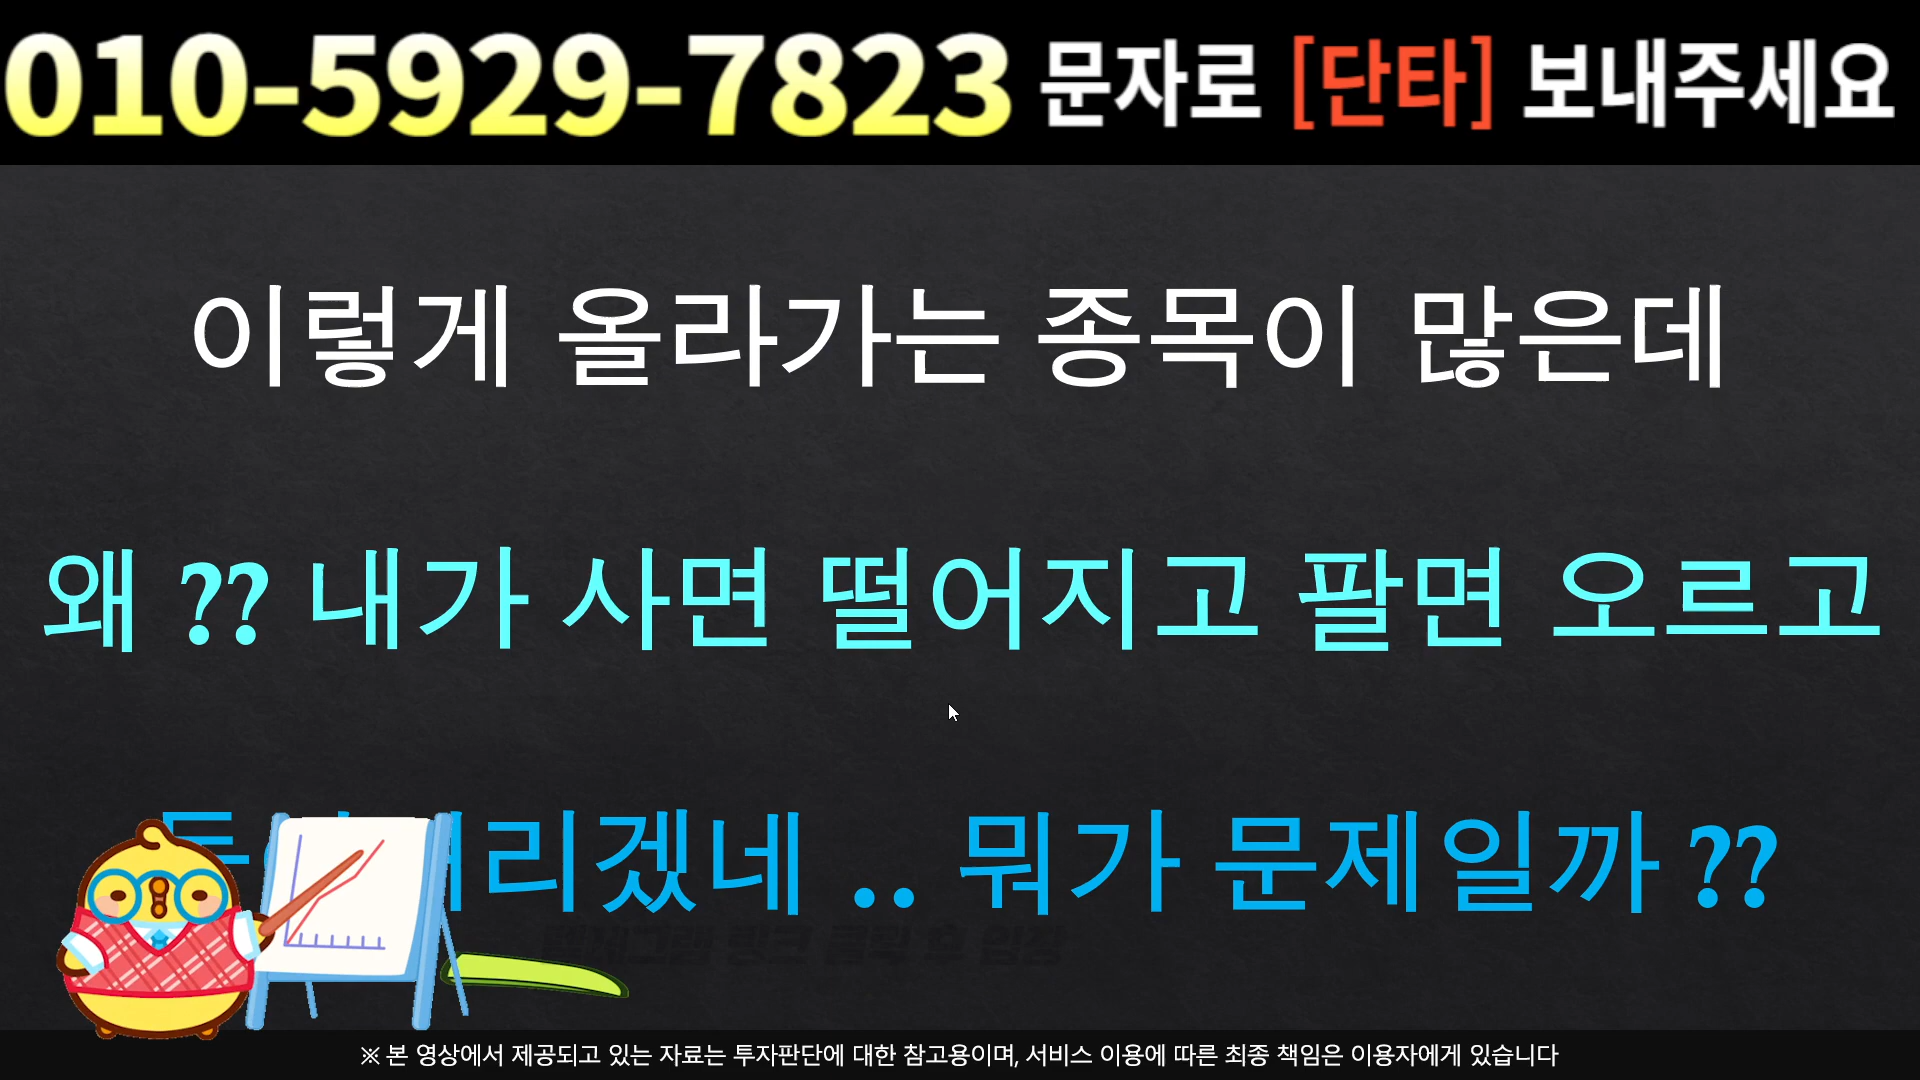 010-5929-7823 문자로 [단타] 보내주세요
이렇게 올라가는 종목이 많은데
왜 ?? 내가 사면 떨어지고 팔면 오르고
뭐가 문제일까 ??
※ 본 영상에서 제공되고 있는 자료는 투자판단에 대한 참고용이며, 서비스 이용에 따른 최종 책임은 이용자에게 있습니다